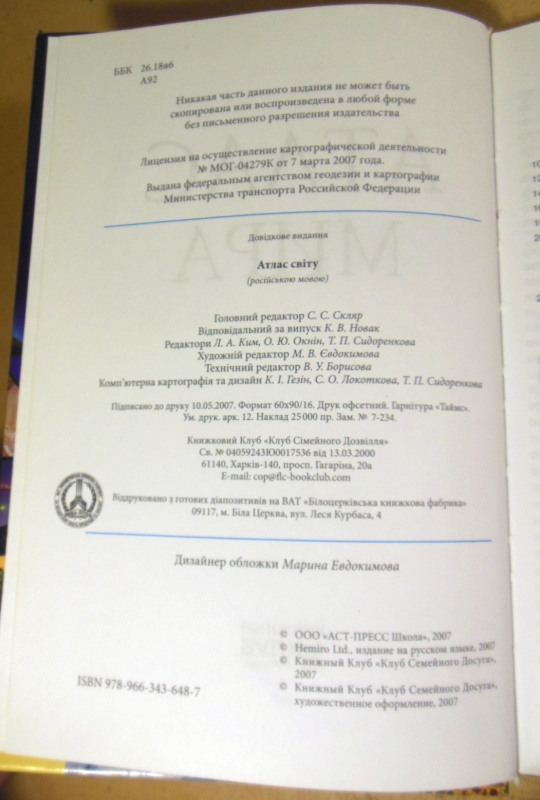 ББК 26.18я6
А92
Никакая часть данного издания не может быть
скопирована или воспроизведена в любой форме
без письменного разрешения издательства
Лицензия на осуществление картографической деятельности
№ МОГ-04279К от 7 марта 2007 года.
Выдана федеральным агентством геодезии и картографии
Министерства транспорта Российской Федерации
Довідкове видання
Атлас світу
(російською мовою)
Головний редактор С. С. Скляр
Відповідальний за випуск К. В. Новак
Редактори Л. А. Ким, О. Ю. Окнін, Т. П. Сидоренкова
Художній редактор М. В. Євдокимова
Технічний редактор В. У. Борисова
Комп'ютерна картографія та дизайн К. І. Гезін, С. О. Локоткова, Т. П. Сидоренкова
Підписано до друку 10.05.2007. Формат 60x90/16. Друк офсетний. Гарнітура «Таймс».
Ум. друк. арк. 12. Наклад 25 000 пр. Зам. № 7-234.
Книжковий Клуб «Клуб Сімейного Дозвілля»
Св. № 04059243Ю0017536 від 13.03.2000
61140, Харків-140, просп. Гагаріна, 20а
E-mail: cop@flc-bookclub.com
Віддруковано з готових діапозитивів на ВАТ «Білоцерківська книжкова фабрика»
09117, м. Біла Церква, вул. Леся Курбаса, 4
Дизайнер обложки Марина Евдокимова
© ООО «АСТ-ПРЕСС Школа», 2007
© Hemiro Ltd., издание на русском языке, 2007
© Книжный Клуб «Клуб Семейного Досуга»,
2007
© Книжный Клуб «Клуб Семейного Досуга»,
художественное оформление, 2007
ISBN 978-966-343-648-7